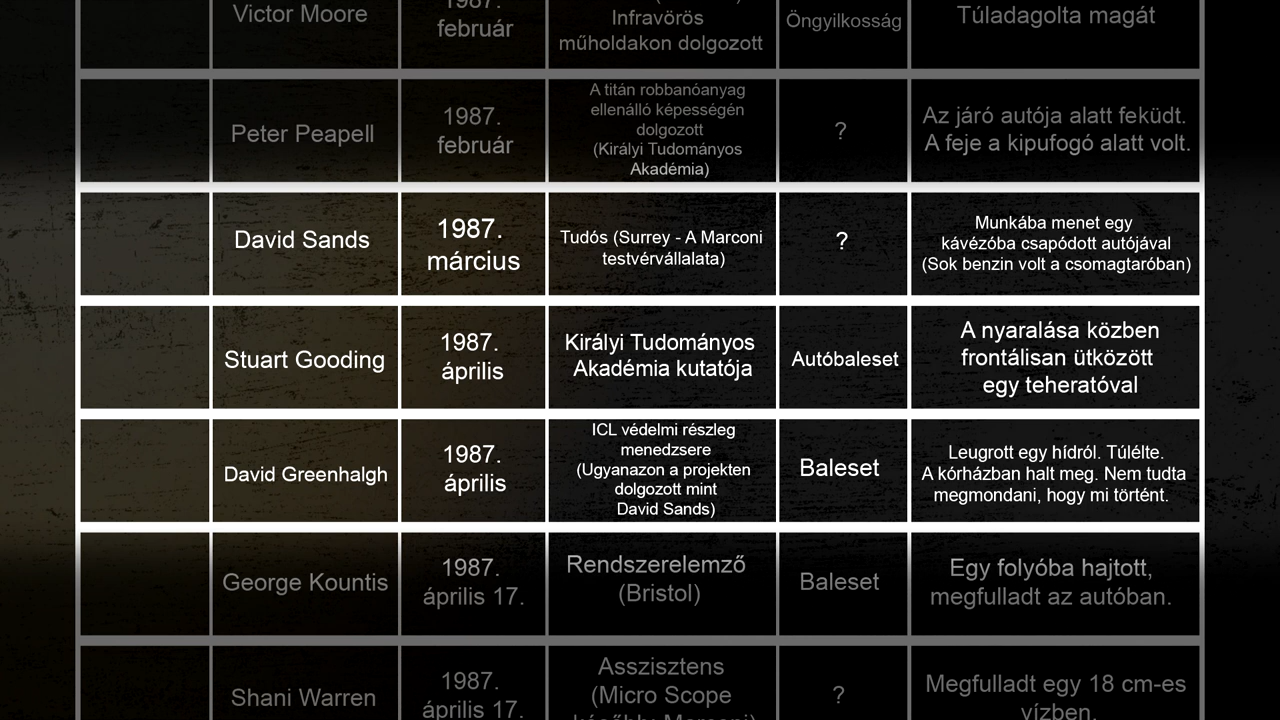 Victor Moore
1987.
február
Infravörös
műholdakon dolgozott
Öngyilkosság
Túladagolta magát
Peter Peapell
1987.
február
A titán robbanóanyag
ellenálló képességén
dolgozott
(Királyi Tudományos
Akadémia)
?
Az járó autója alatt feküdt.
A feje a kipufogó alatt volt.
David Sands
1987.
március
Tudós (Surrey - A Marconi
testvérvállalata)
?
Munkába menet egy
kávézóba csapódott autójával
(Sok benzin volt a csomagtaróban)
Stuart Gooding
1987.
április
Királyi Tudományos
Akadémia kutatója
Autóbaleset
A nyaralása közben
frontálisan ütközött
egy teheratóval
David Greenhalgh
1987.
április
ICL védelmi részleg
menedzsere
(Ugyanazon a projekten
dolgozott mint
David Sands)
Baleset
Leugrott egy hídról. Túlélte.
A kórházban halt meg. Nem tudta
megmondani, hogy mi történt.
George Kountis
1987.
április 17.
Rendszerelemző
(Bristol)
Baleset
Egy folyóba hajtott,
megfulladt az autóban.
Shani Warren
1987.
április 17.
Asszisztens
(Micro Scope
később: Marconi)
?
Megfulladt egy 18 cm-es
vízben.